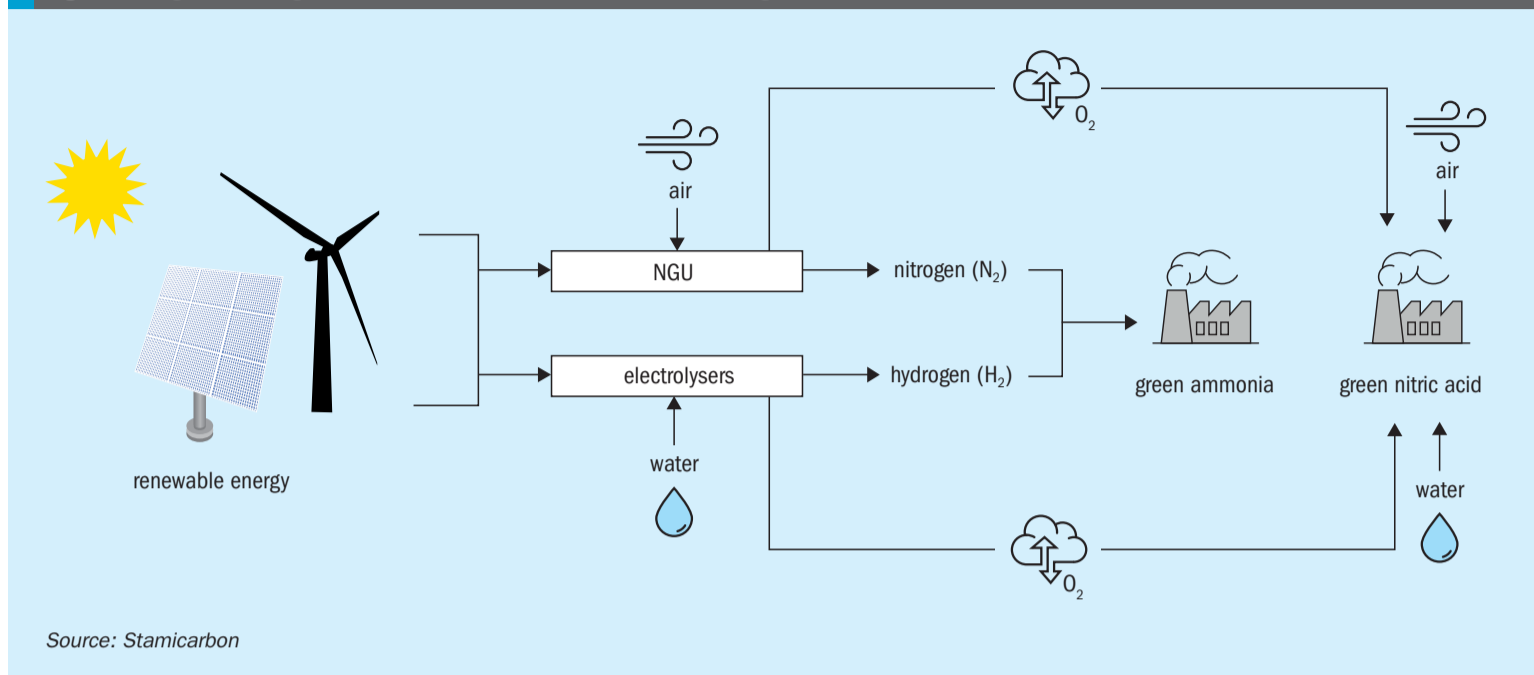 O₂
air
air
NGU
nitrogen (N₂)
electrolysers
hydrogen (H₂)
green ammonia
green nitric acid
water
renewable energy
water
O₂
Source: Stamicarbon